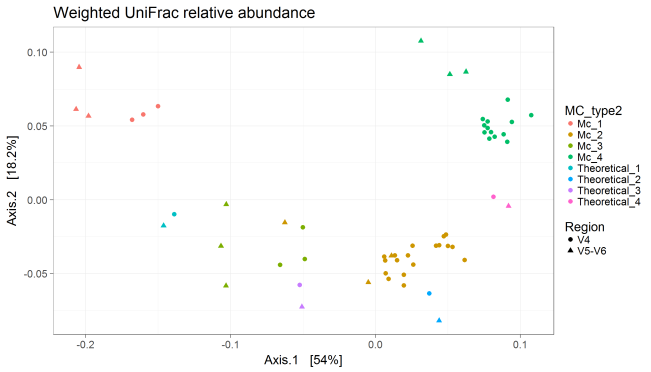 Weighted UniFrac relative abundance
Axis.2 [18.2%]
0.10
0.05
0.00
-0.05
-0.2
-0.1
0.0
0.1
Axis.1 [54%]
MC_type2
Mc_1
Mc_2
Mc_3
Mc_4
Theoretical_1
Theoretical_2
Theoretical_3
Theoretical_4
Region
V4
V5-V6